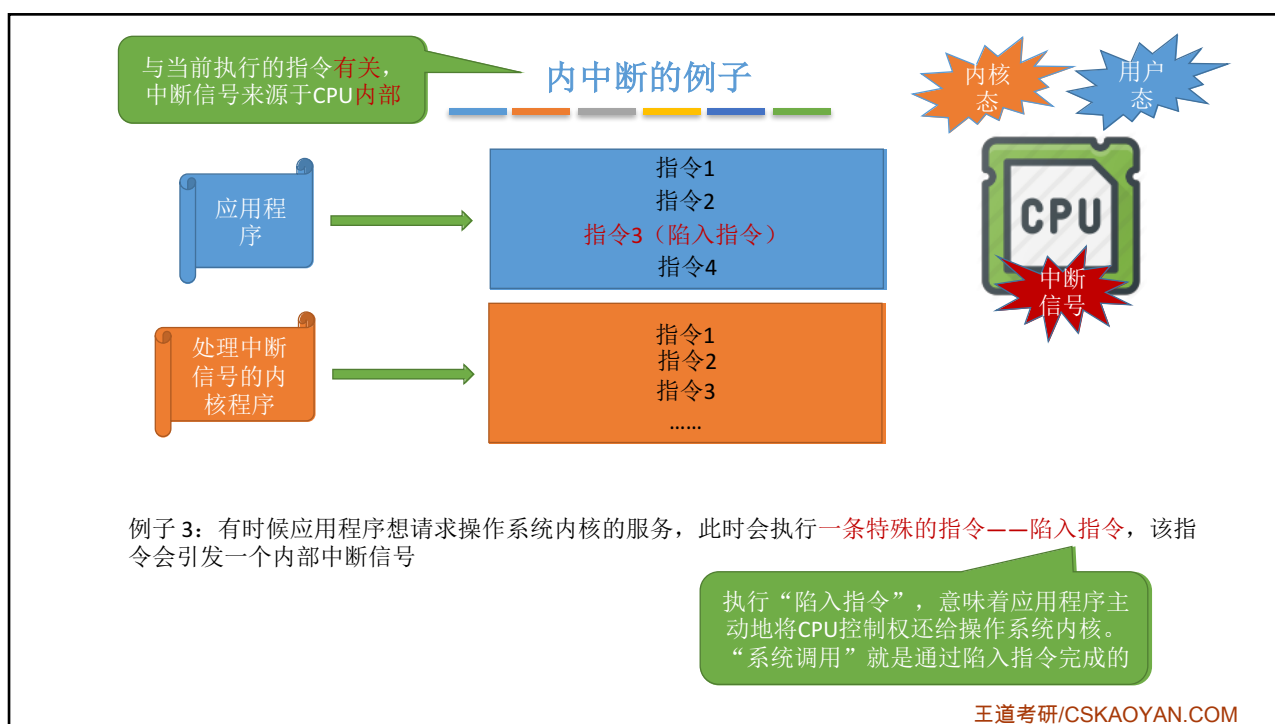 与当前执行的指令有关，
中断信号来源于CPU内部
内中断的例子
内核
态
用户
态
应用程
序
指令1
指令2
指令3（陷入指令）
指令4
CPU
中断
信号
处理中断
信号的内
核程序
指令1
指令2
指令3
……
例子 3：有时候应用程序想请求操作系统内核的服务，此时会执行一条特殊的指令——陷入指令，该指
令会引发一个内部中断信号
执行“陷入指令”，意味着应用程序主
动地将CPU控制权还给操作系统内核。
“系统调用”就是通过陷入指令完成的
王道考研/CSKAOYAN.COM